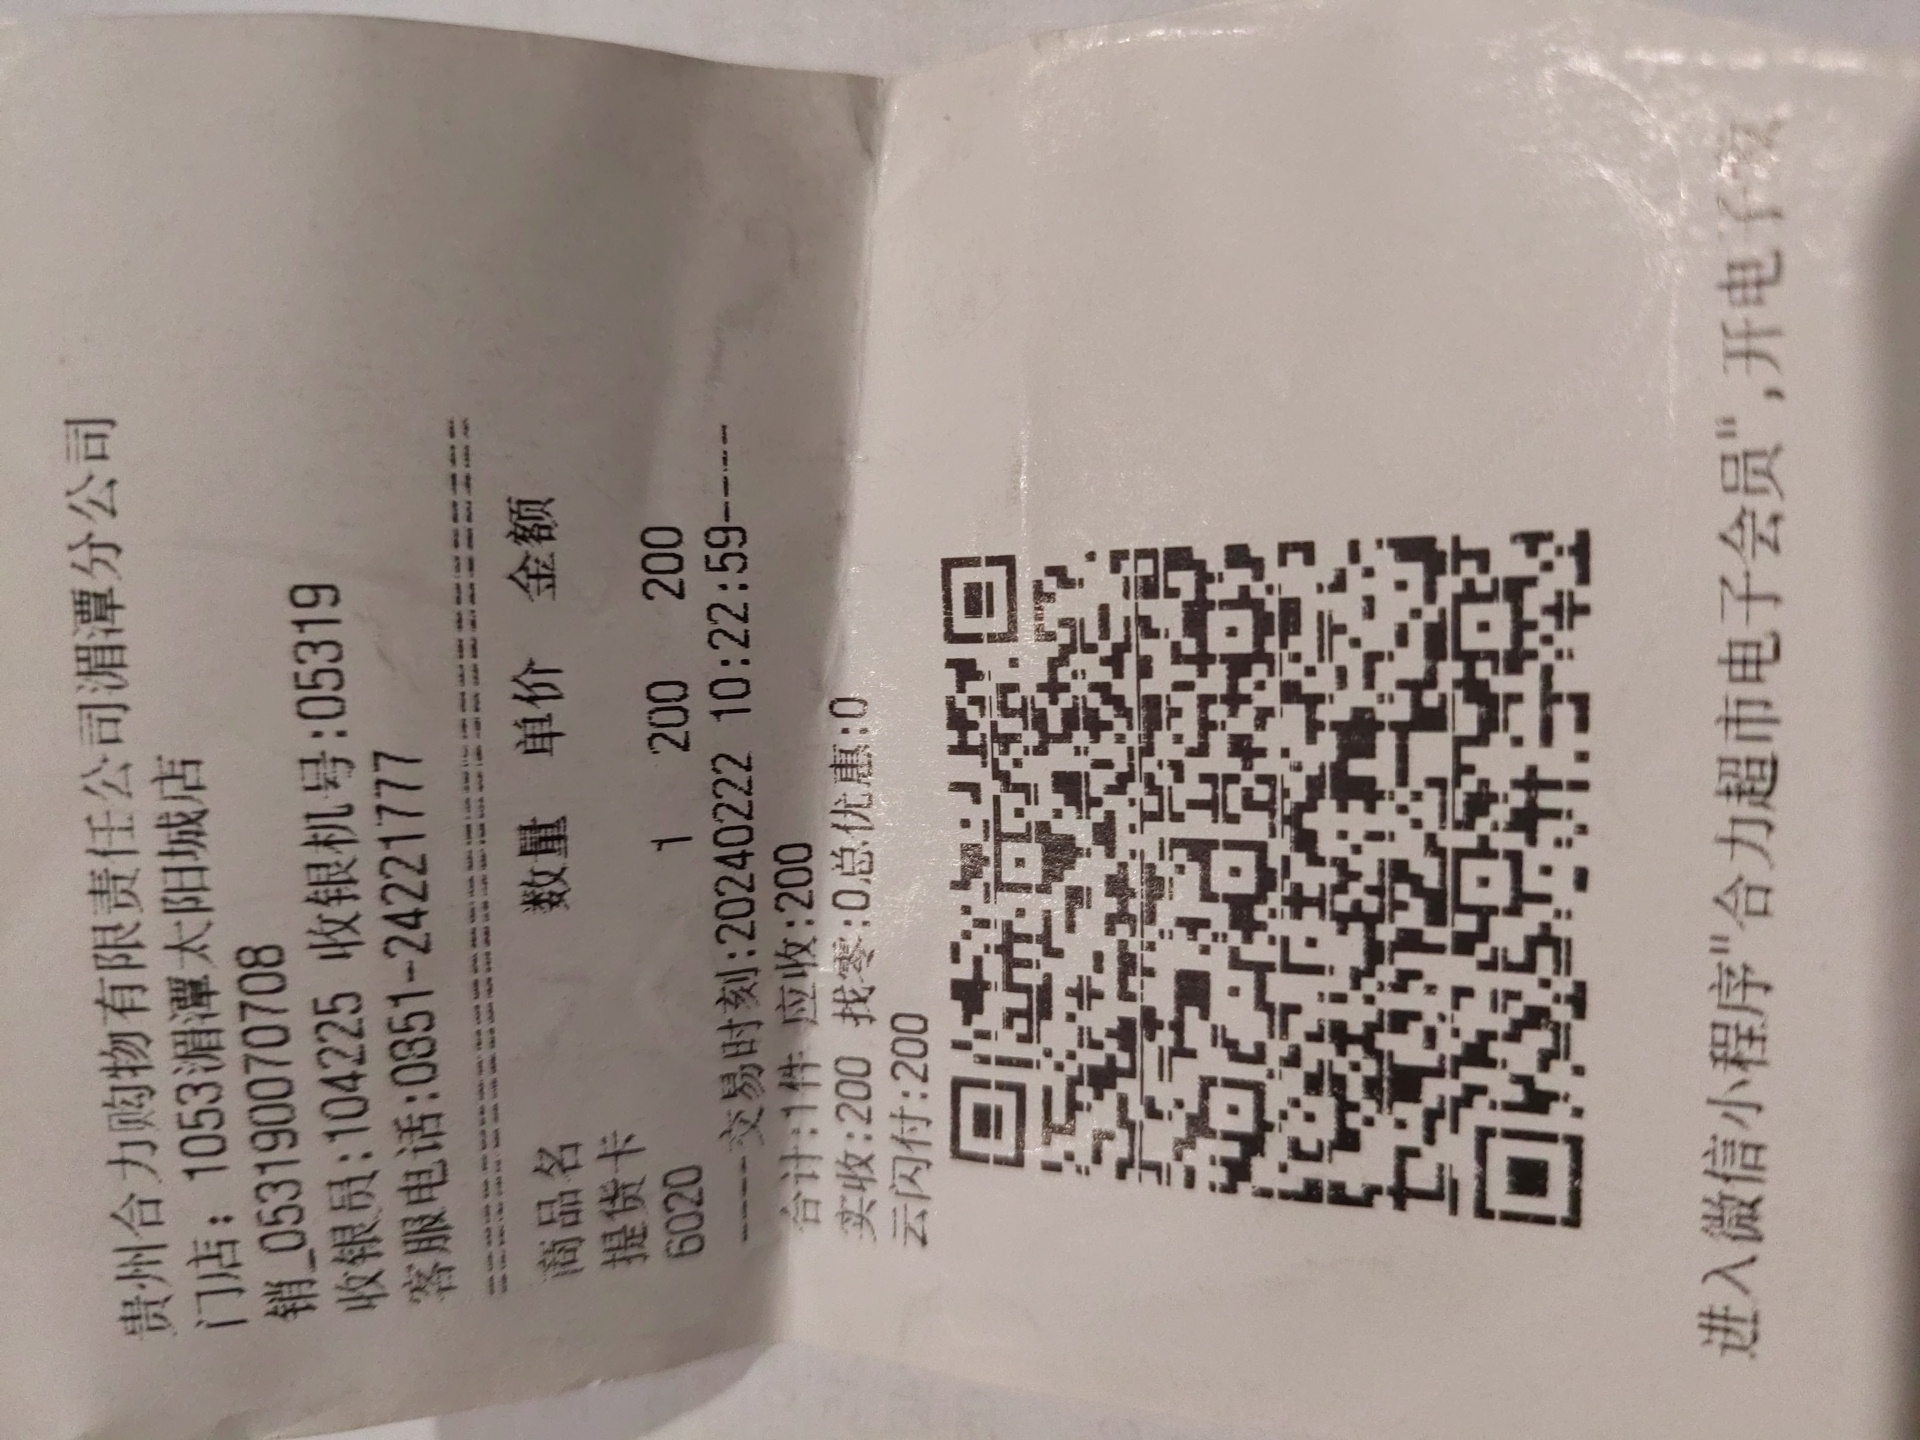 贵州合力购物有限责任公司湄潭分公司
门店: 1053湄潭太阳城店
销_0531900070708
收银员:104225 收银机号:05319
客服电话:0851-24221777
================================
商品名 数量 单价 金额
提货卡
6020 1 200 200
----交易时刻:20240222 10:22:59----
合计:1件 应收:200
实收:200 找零:0总优惠:0
云闪付:200
进入微信小程序"合力超市电子会员",开电子